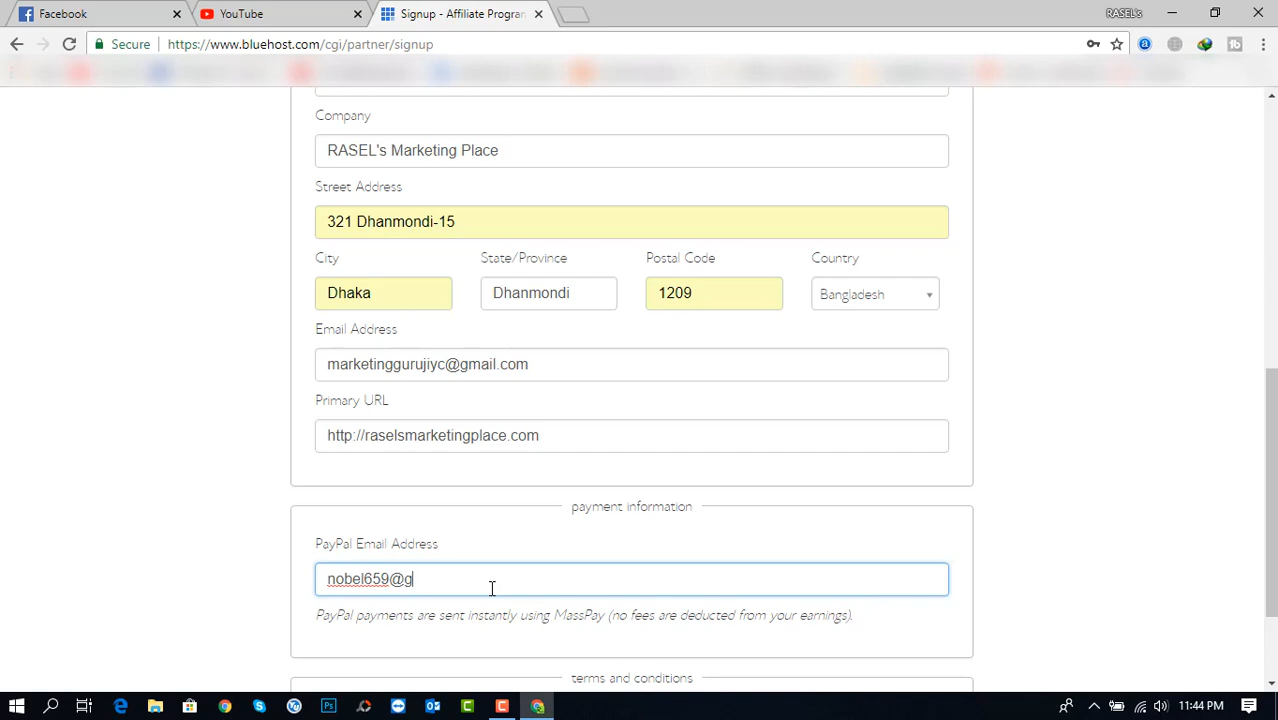 Facebook
YouTube
Signup - Affiliate Program
RASEL's
Secure
https://www.bluehost.com/cgi/partner/signup
Company
RASEL's Marketing Place
Street Address
321 Dhanmondi-15
City State/Province Postal Code Country
Dhaka Dhanmondi 1209 Bangladesh
Email Address
marketinggurujiyc@gmail.com
Primary URL
http://raselsmarketingplace.com
payment information
PayPal Email Address
nobel659@g
PayPal payments are sent instantly using MassPay (no fees are deducted from your earnings).
terms and conditions
11:44 PM